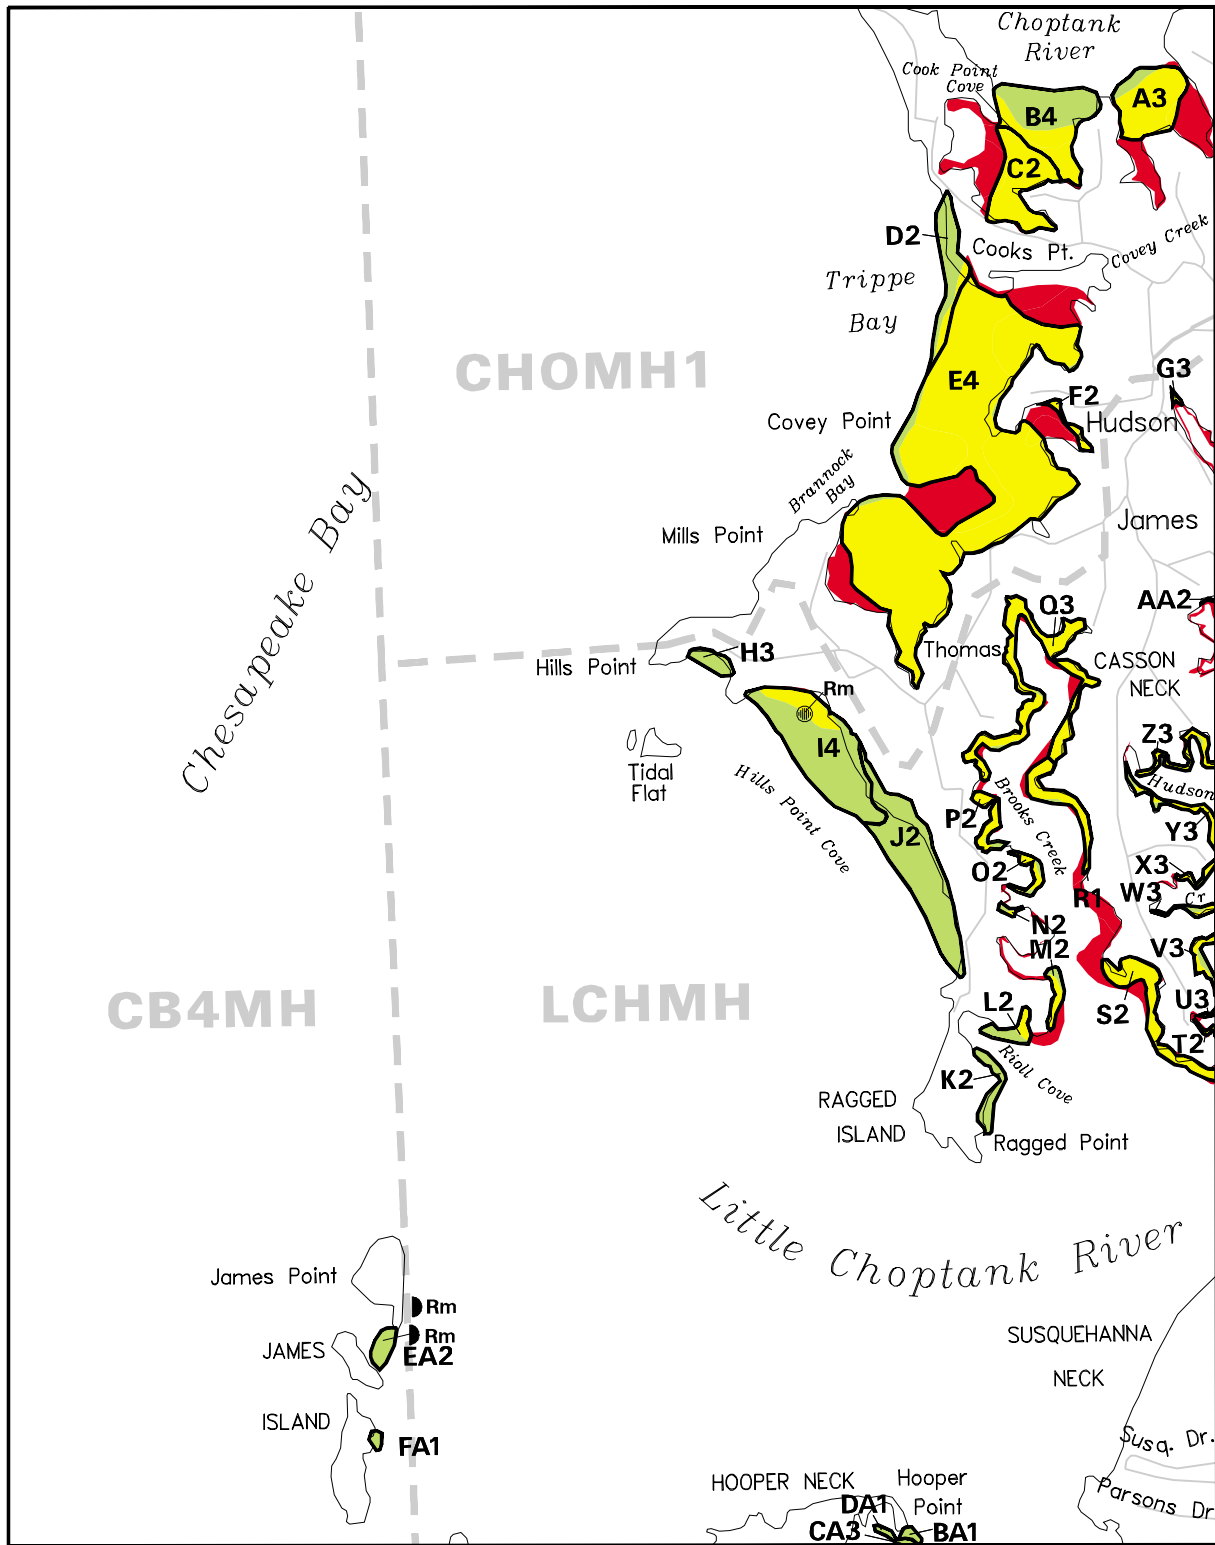 Choptank
River
Cook Point
Cove
A3
B4
C2
D2
Cooks Pt.
Covey Creek
Trippe
Bay
CHOMH1
E4
G3
F2
Hudson
Covey Point
Brannock
Bay
Chesapeake Bay
Mills Point
James
AA2
Q3
Thomas
H3
Hills Point
CASSON
NECK
Rm
Z3
I4
Tidal
Flat
Hills Point Cove
Hudson
Brooks Creek
P2
J2
Y3
X3
O2
W3
Cr
R1
N2
M2
V3
CB4MH
LCHMH
L2
S2
U3
T2
Rioll Cove
K2
RAGGED
ISLAND
Ragged Point
Little Choptank River
James Point
Rm
Rm
EA2
JAMES
ISLAND
FA1
SUSQUEHANNA
NECK
Susq. Dr.
Parsons Dr
HOOPER NECK
Hooper
Point
DA1
CA3
BA1